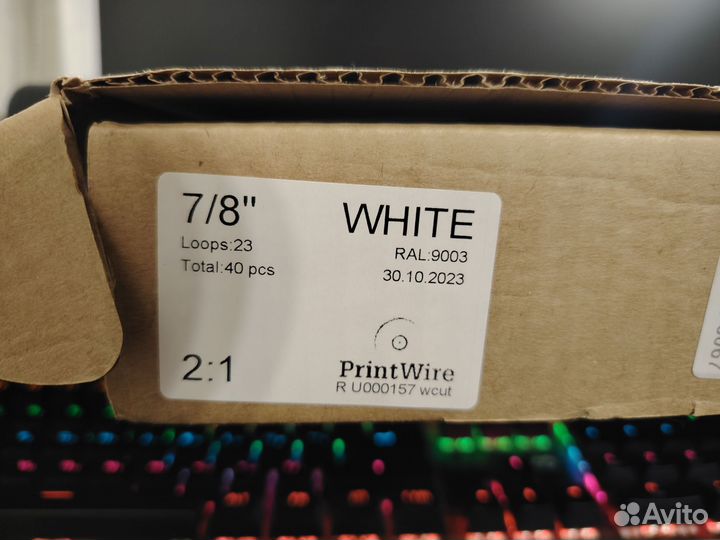 7/8" WHITE
Loops:23 RAL:9003
Total:40 pcs 30.10.2023
2:1 PrintWire
R U000157 wcut
Avito